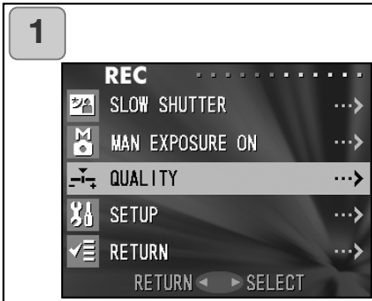 1
REC
SLOW SHUTTER
MAN EXPOSURE ON
QUALITY
SETUP
RETURN
RETURN SELECT